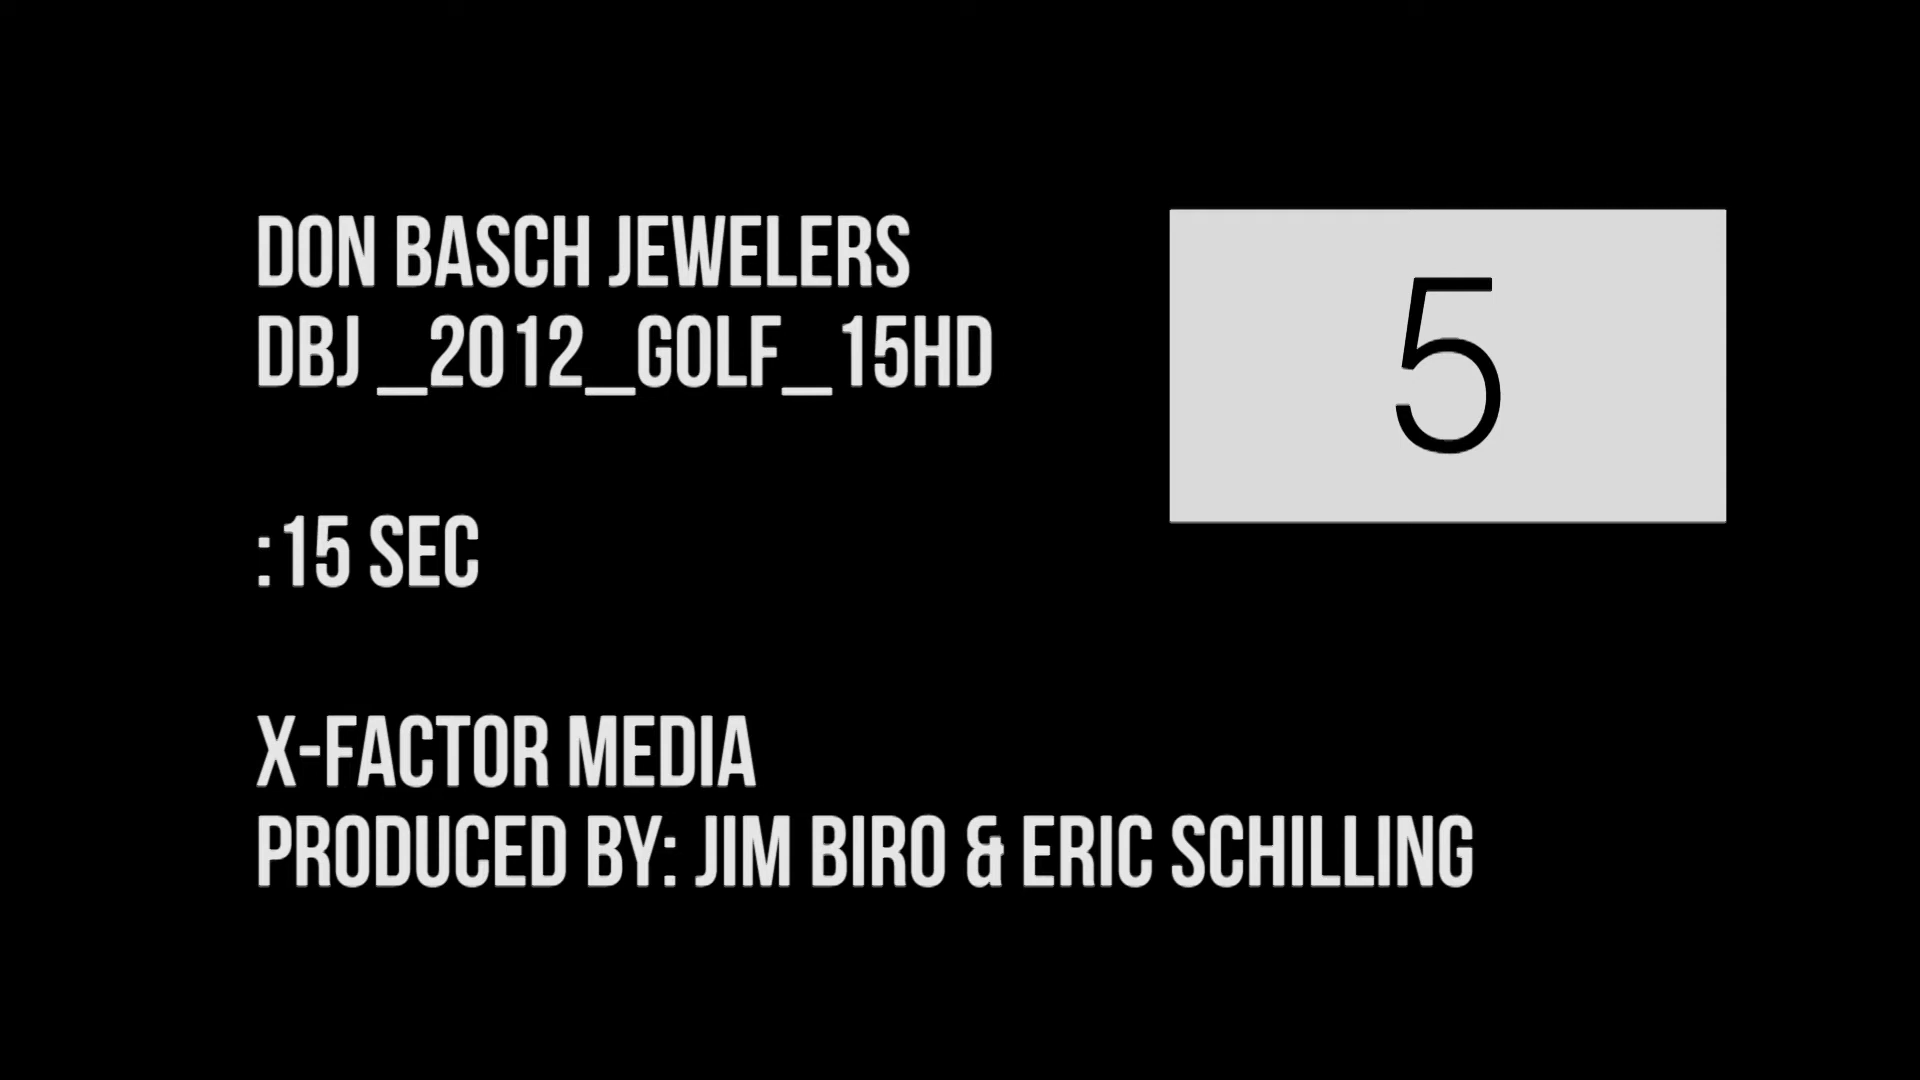 DON BASCH JEWELERS
DBJ _2012_GOLF_15HD
5
:15 SEC
X-FACTOR MEDIA
PRODUCED BY: JIM BIRO & ERIC SCHILLING